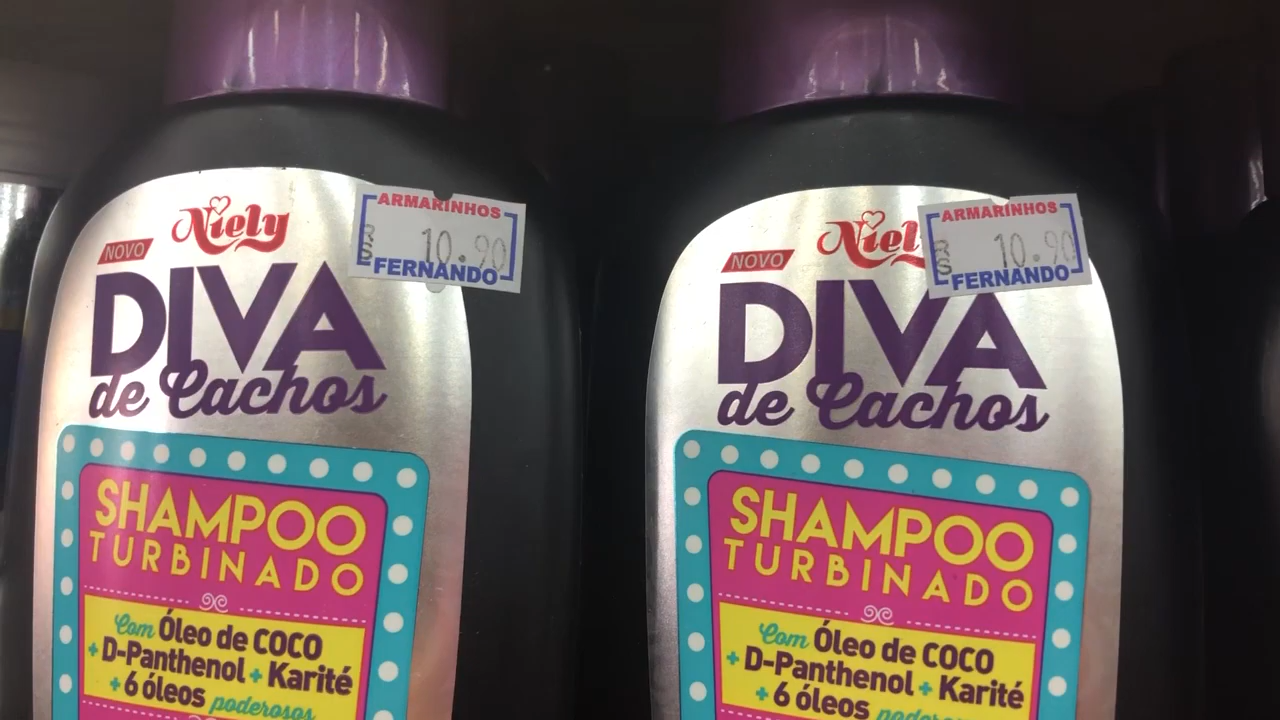 Niely
NOVO
DIVA
de Cachos
ARMARINHOS
R$ 10.90
FERNANDO
SHAMPOO
TURBINADO
Com Óleo de COCO
+ D-Panthenol + Karité
+ 6 óleos poderosos
Niely
NOVO
DIVA
de Cachos
ARMARINHOS
R$ 10.90
FERNANDO
SHAMPOO
TURBINADO
Com Óleo de COCO
+ D-Panthenol + Karité
+ 6 óleos poderosos